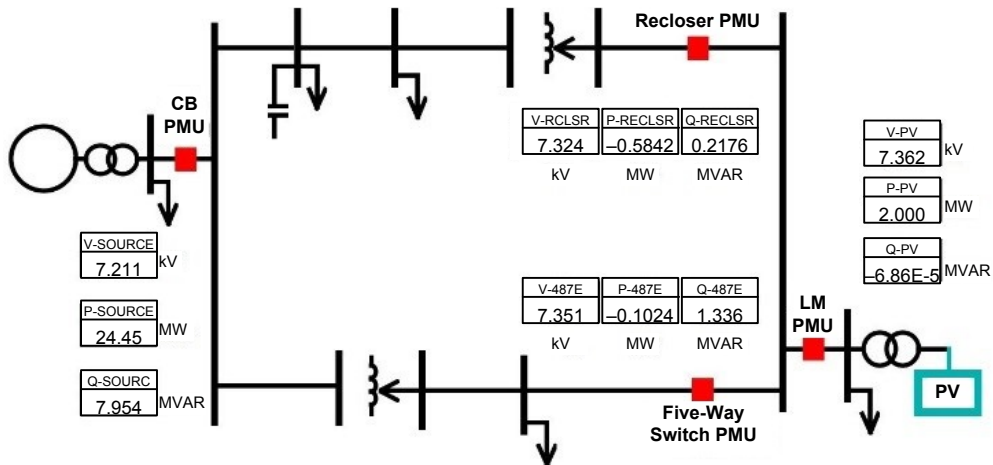 Recloser PMU
CB
PMU
V-RCLSR P-RECLSR Q-RECLSR
7.324 –0.5842 0.2176
kV MW MVAR
V-PV
7.362 kV
P-PV
2.000 MW
Q-PV
–6.86E-5 MVAR
V-SOURCE
7.211 kV
P-SOURCE
24.45 MW
Q-SOURC
7.954 MVAR
V-487E P-487E Q-487E
7.351 –0.1024 1.336
kV MW MVAR
LM
PMU
PV
Five-Way
Switch PMU